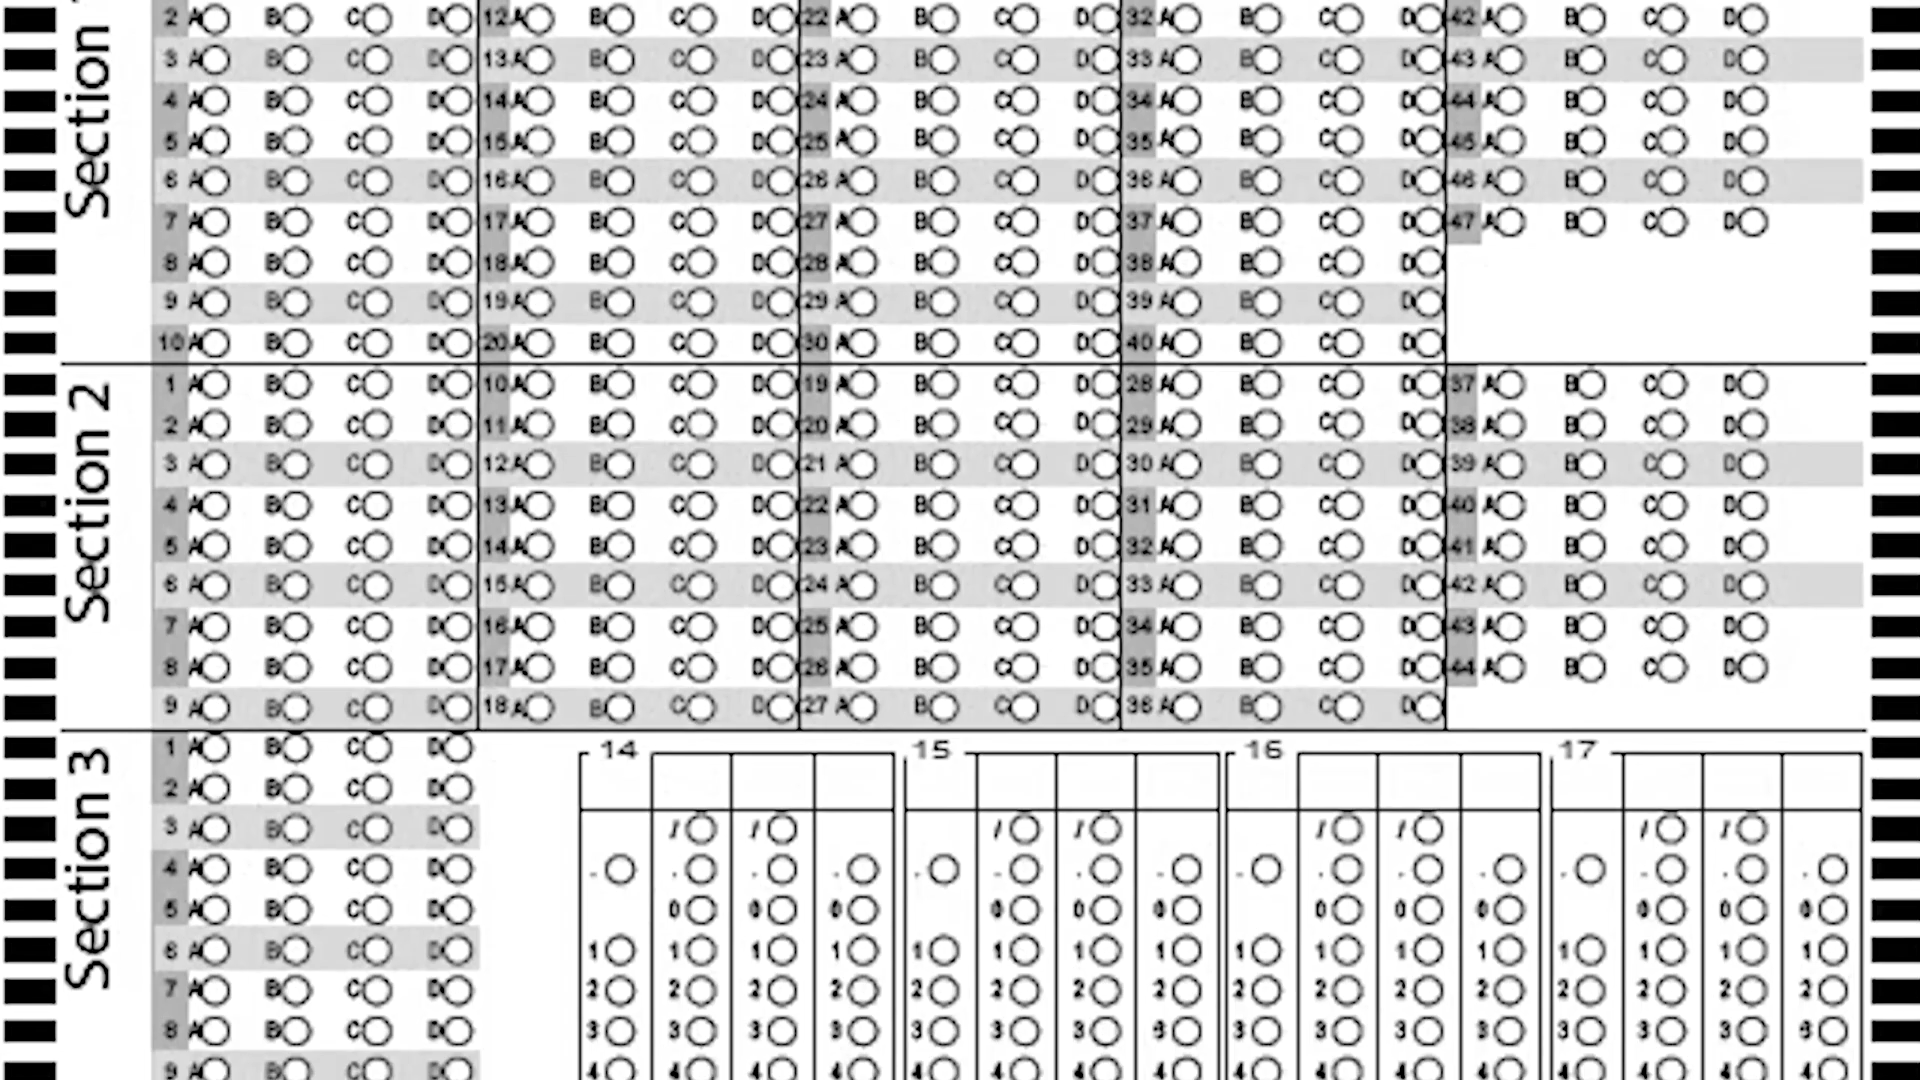 Section
2 A B C D 12 A B C D 22 A B C D 32 A B C D 42 A B C D
3 A B C D 13 A B C D 23 A B C D 33 A B C D 43 A B C D
4 A B C D 14 A B C D 24 A B C D 34 A B C D 44 A B C D
5 A B C D 15 A B C D 25 A B C D 35 A B C D 45 A B C D
6 A B C D 16 A B C D 26 A B C D 36 A B C D 46 A B C D
7 A B C D 17 A B C D 27 A B C D 37 A B C D 47 A B C D
8 A B C D 18 A B C D 28 A B C D 38 A B C D
9 A B C D 19 A B C D 29 A B C D 39 A B C D
10 A B C D 20 A B C D 30 A B C D 40 A B C D
Section 2
1 A B C D 10 A B C D 19 A B C D 28 A B C D 37 A B C D
2 A B C D 11 A B C D 20 A B C D 29 A B C D 38 A B C D
3 A B C D 12 A B C D 21 A B C D 30 A B C D 39 A B C D
4 A B C D 13 A B C D 22 A B C D 31 A B C D 40 A B C D
5 A B C D 14 A B C D 23 A B C D 32 A B C D 41 A B C D
6 A B C D 15 A B C D 24 A B C D 33 A B C D 42 A B C D
7 A B C D 16 A B C D 25 A B C D 34 A B C D 43 A B C D
8 A B C D 17 A B C D 26 A B C D 35 A B C D 44 A B C D
9 A B C D 18 A B C D 27 A B C D 36 A B C D
Section 3
1 A B C D 14 15 16 17
2 A B C D
3 A B C D / / / / / / / /
4 A B C D . . . . . . . . . . . . . . . .
5 A B C D 0 0 0 0 0 0 0 0 0 0 0 0
6 A B C D 1 1 1 1 1 1 1 1 1 1 1 1 1 1 1 1
7 A B C D 2 2 2 2 2 2 2 2 2 2 2 2 2 2 2 2
8 A B C D 3 3 3 3 3 3 3 3 3 3 3 3 3 3 3 3
9 A B C D 4 4 4 4 4 4 4 4 4 4 4 4 4 4 4 4